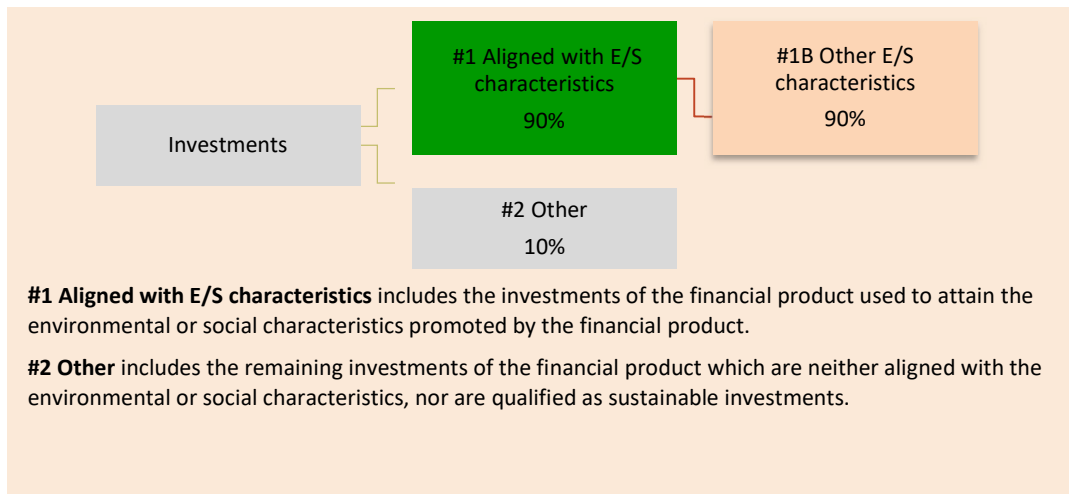 #1 Aligned with E/S
characteristics
90%
#1B Other E/S
characteristics
90%
Investments
#2 Other
10%
#1 Aligned with E/S characteristics includes the investments of the financial product used to attain the
environmental or social characteristics promoted by the financial product.
#2 Other includes the remaining investments of the financial product which are neither aligned with the
environmental or social characteristics, nor are qualified as sustainable investments.